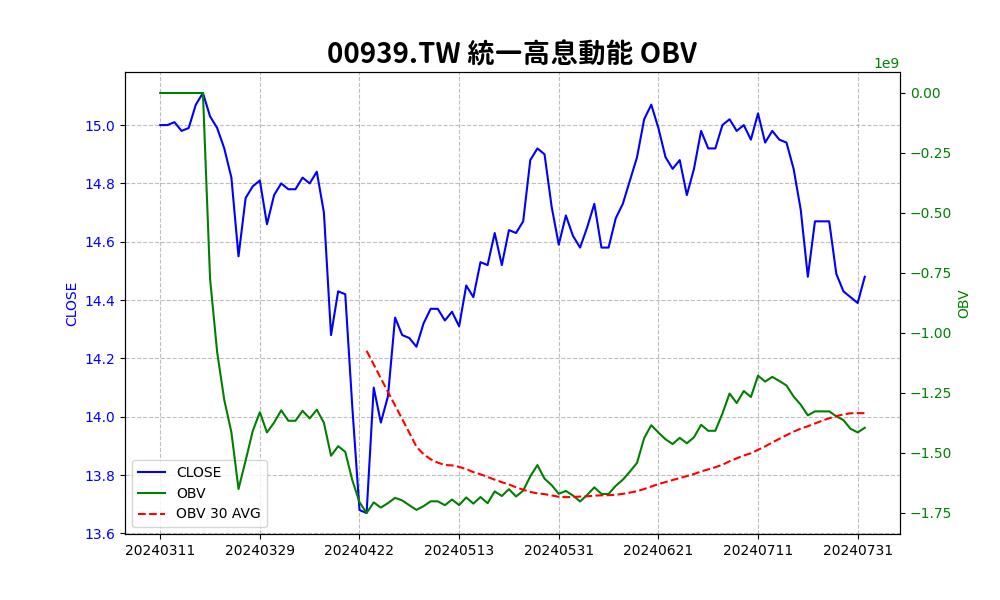 00939.TW 統一高息動能 OBV
1e9
15.0
14.8
14.6
14.4
14.2
14.0
13.8
13.6
CLOSE
0.00
−0.25
−0.50
−0.75
−1.00
−1.25
−1.50
−1.75
OBV
CLOSE
OBV
OBV 30 AVG
20240311 20240329 20240422 20240513 20240531 20240621 20240711 20240731